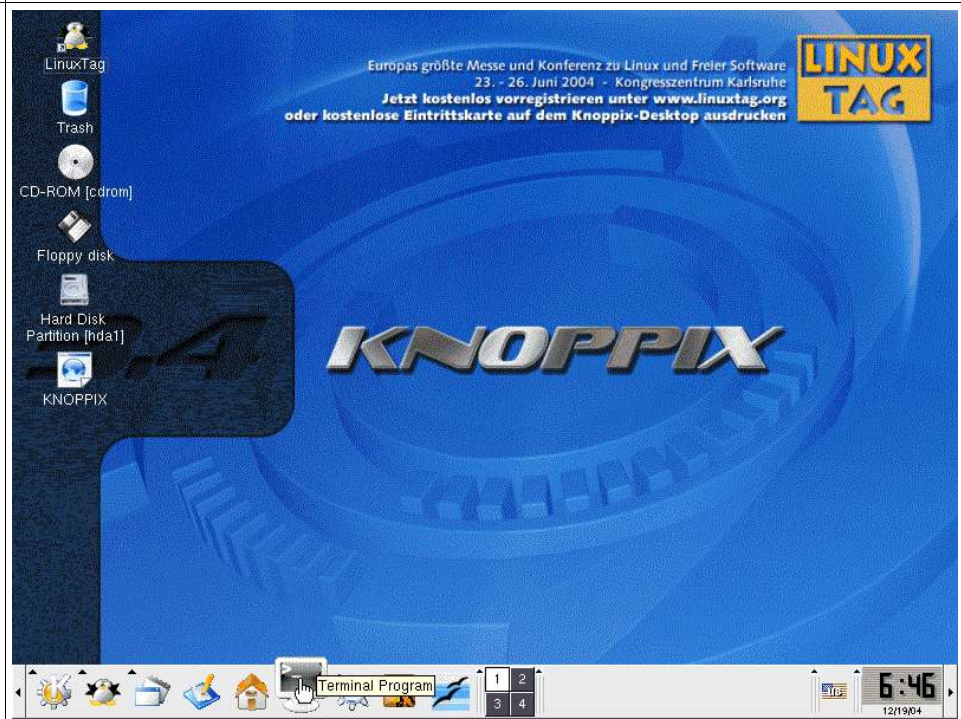 LinuxTag
Trash
CD-ROM [cdrom]
Floppy disk
Hard Disk
Partition [hda1]
KNOPPIX
Europas größte Messe und Konferenz zu Linux und Freier Software
23. - 26. Juni 2004 - Kongresszentrum Karlsruhe
Jetzt kostenlos vorregistrieren unter www.linuxtag.org
oder kostenlose Eintrittskarte auf dem Knoppix-Desktop ausdrucken
LINUX
TAG
3.4
KNOPPIX
Terminal Program
1 2
3 4
us
6:46
12/19/04